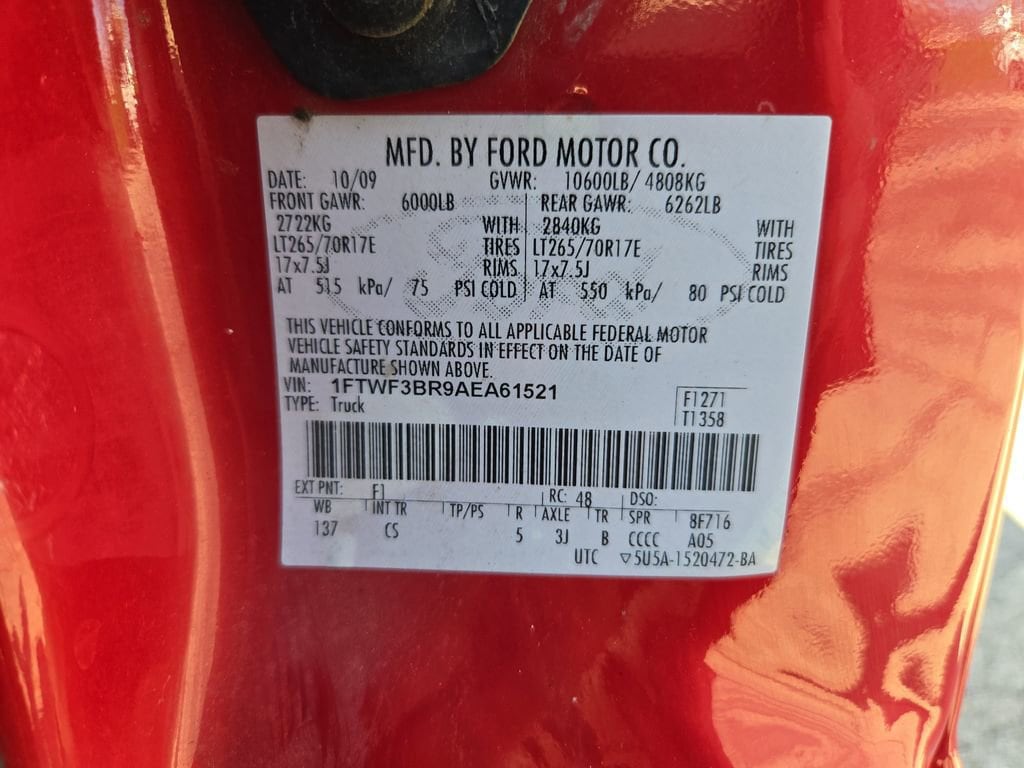 MFD. BY FORD MOTOR CO.
DATE: 10/09 GVWR: 10600LB/ 4808KG
FRONT GAWR: 6000LB REAR GAWR: 6262LB
2722KG WITH 2840KG WITH
LT265/70R17E TIRES LT265/70R17E TIRES
17x7.5J RIMS 17x7.5J RIMS
AT 515 kPa/ 75 PSI COLD AT 550 kPa/ 80 PSI COLD
THIS VEHICLE CONFORMS TO ALL APPLICABLE FEDERAL MOTOR
VEHICLE SAFETY STANDARDS IN EFFECT ON THE DATE OF
MANUFACTURE SHOWN ABOVE.
VIN: 1FTWF3BR9AEA61521
TYPE: Truck
F1271
T1358
EXT PNT: F1 RC: 48 DSO:
WB INT TR TP/PS R AXLE TR SPR 8F716
137 CS 5 3J B CCCC A05
UTC ▽5U5A-1520472-BA